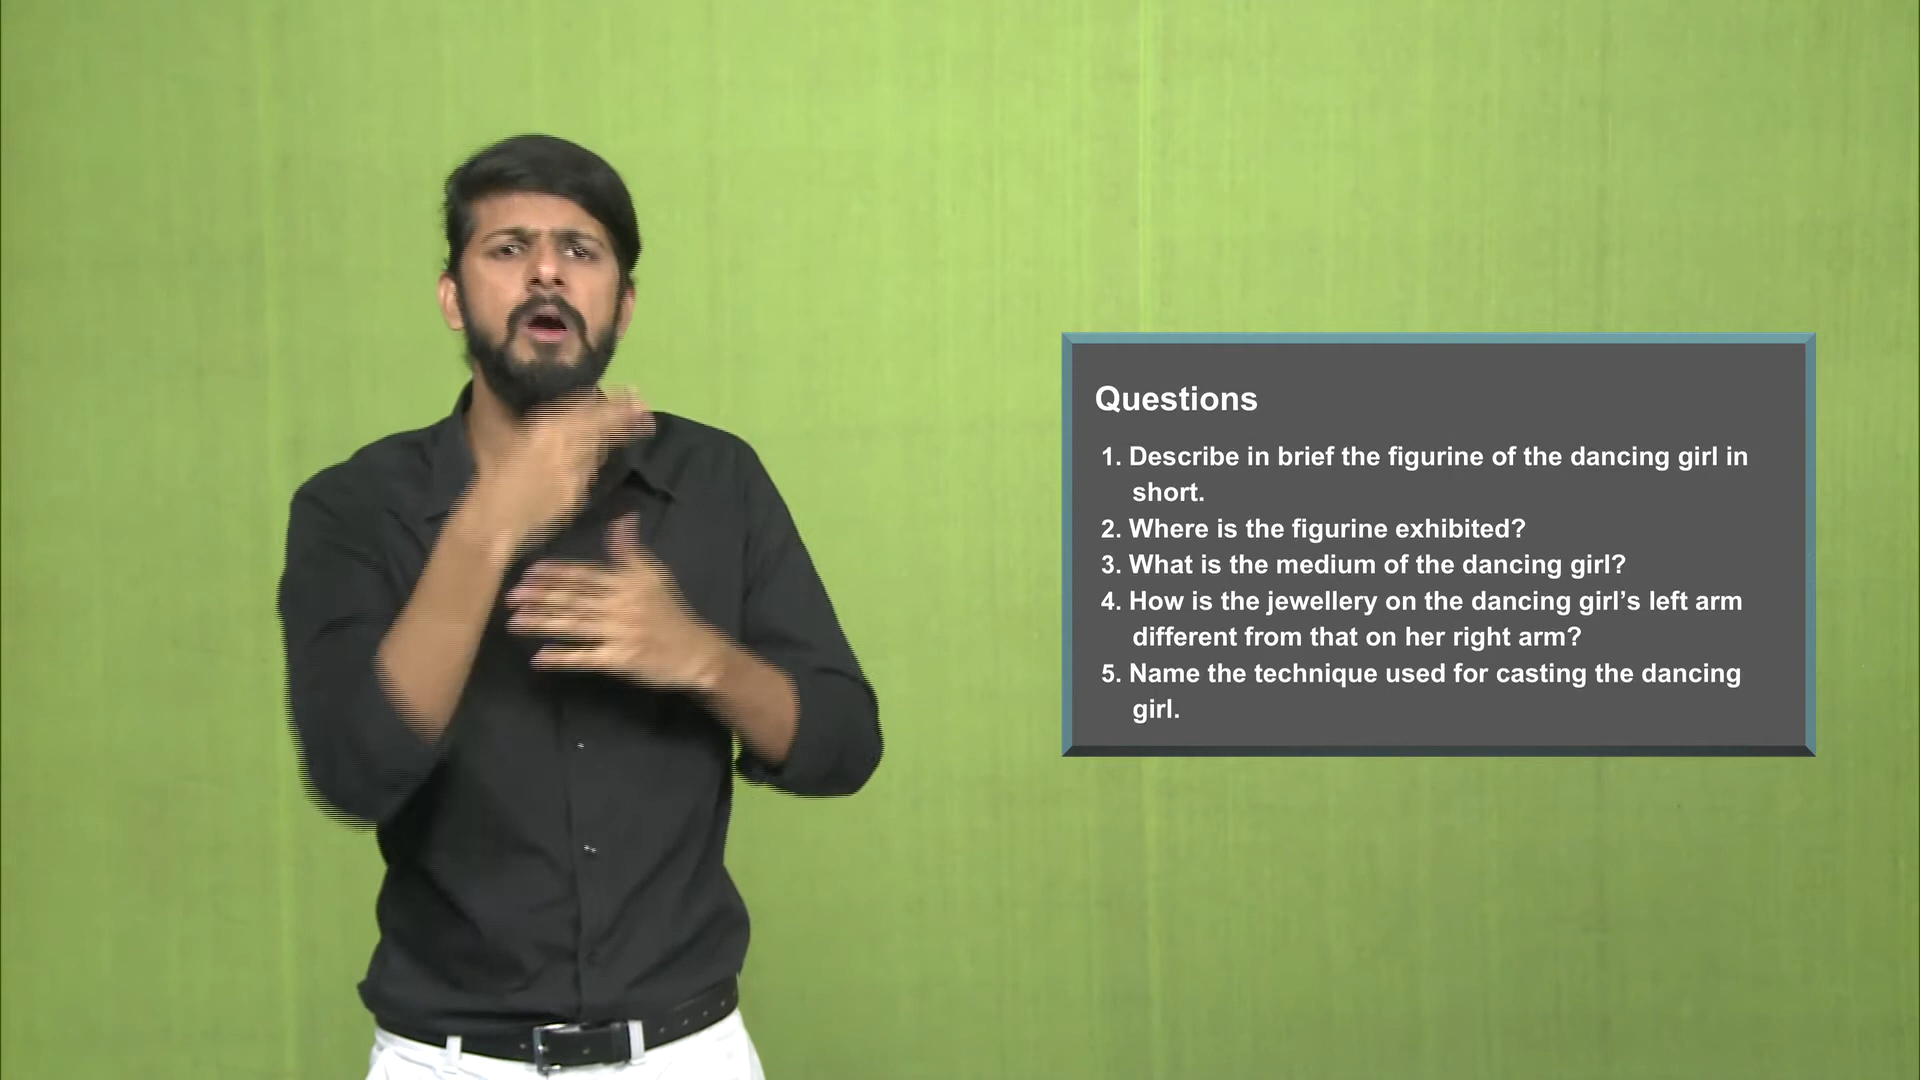 Questions
1. Describe in brief the figurine of the dancing girl in
short.
2. Where is the figurine exhibited?
3. What is the medium of the dancing girl?
4. How is the jewellery on the dancing girl’s left arm
different from that on her right arm?
5. Name the technique used for casting the dancing
girl.